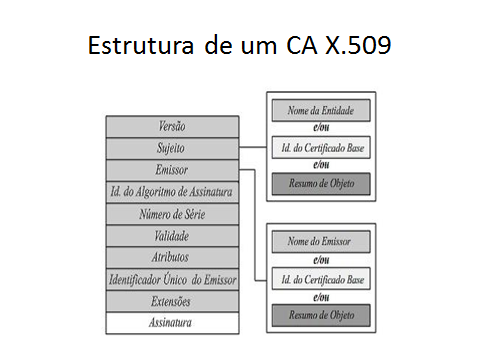 Estrutura de um CA X.509
Versão
Sujeito
Emissor
Id. do Algoritmo de Assinatura
Número de Série
Validade
Atributos
Identificador Único do Emissor
Extensões
Assinatura
Nome da Entidade
e/ou
Id. do Certificado Base
e/ou
Resumo de Objeto
Nome do Emissor
e/ou
Id. do Certificado Base
e/ou
Resumo de Objeto